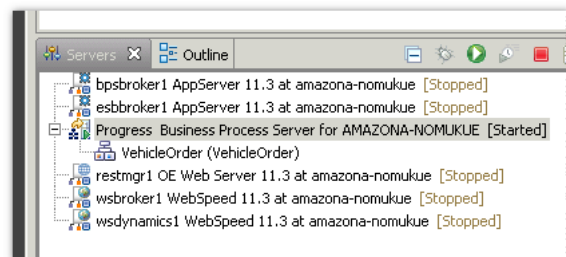 Servers Outline
bpsbroker1 AppServer 11.3 at amazona-nomukue [Stopped]
esbbroker1 AppServer 11.3 at amazona-nomukue [Stopped]
Progress Business Process Server for AMAZONA-NOMUKUE [Started]
VehicleOrder (VehicleOrder)
restmgr1 OE Web Server 11.3 at amazona-nomukue [Stopped]
wsbroker1 WebSpeed 11.3 at amazona-nomukue [Stopped]
wsdynamics1 WebSpeed 11.3 at amazona-nomukue [Stopped]